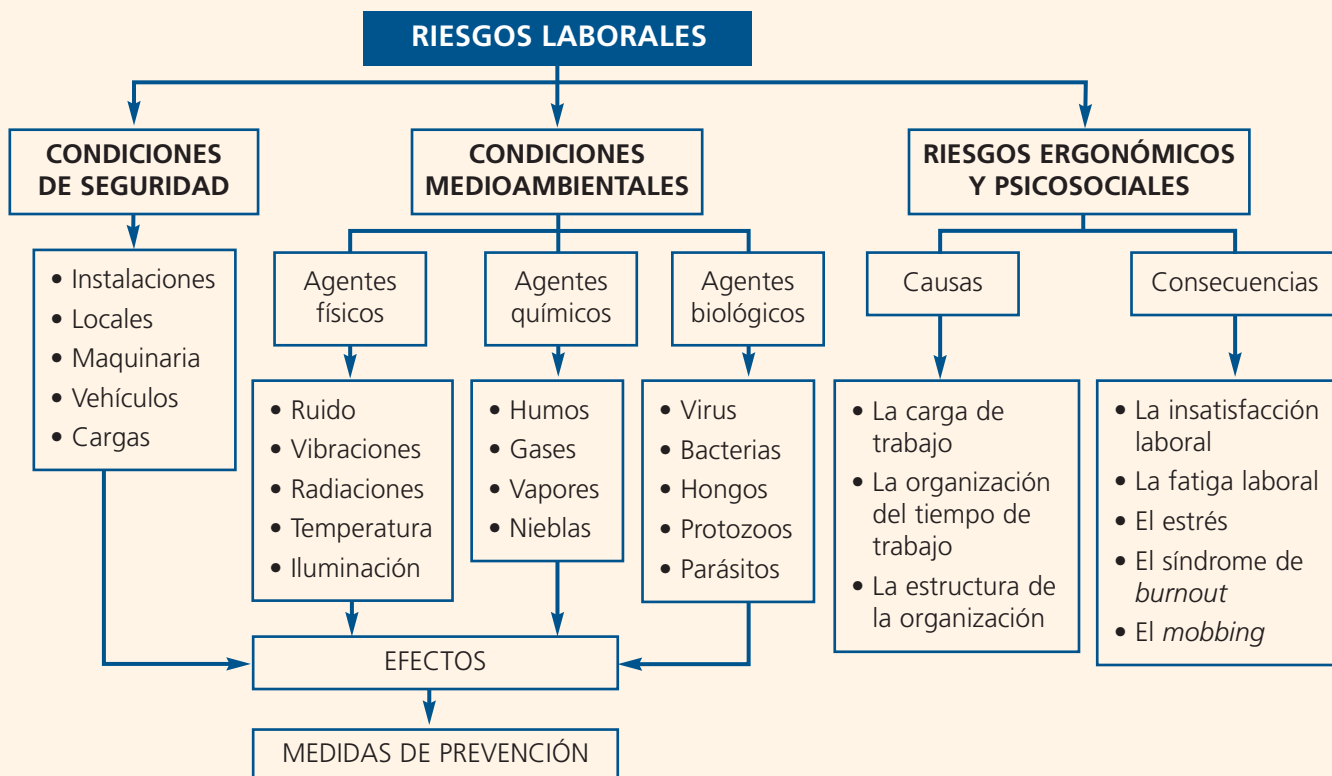 RIESGOS LABORALES
CONDICIONES
DE SEGURIDAD
• Instalaciones
• Locales
• Maquinaria
• Vehículos
• Cargas
CONDICIONES
MEDIOAMBIENTALES
Agentes
físicos
• Ruido
• Vibraciones
• Radiaciones
• Temperatura
• Iluminación
Agentes
químicos
• Humos
• Gases
• Vapores
• Nieblas
Agentes
biológicos
• Virus
• Bacterias
• Hongos
• Protozoos
• Parásitos
RIESGOS ERGONÓMICOS
Y PSICOSOCIALES
Causas
• La carga de
trabajo
• La organización
del tiempo de
trabajo
• La estructura de
la organización
Consecuencias
• La insatisfacción
laboral
• La fatiga laboral
• El estrés
• El síndrome de
burnout
• El mobbing
EFECTOS
MEDIDAS DE PREVENCIÓN